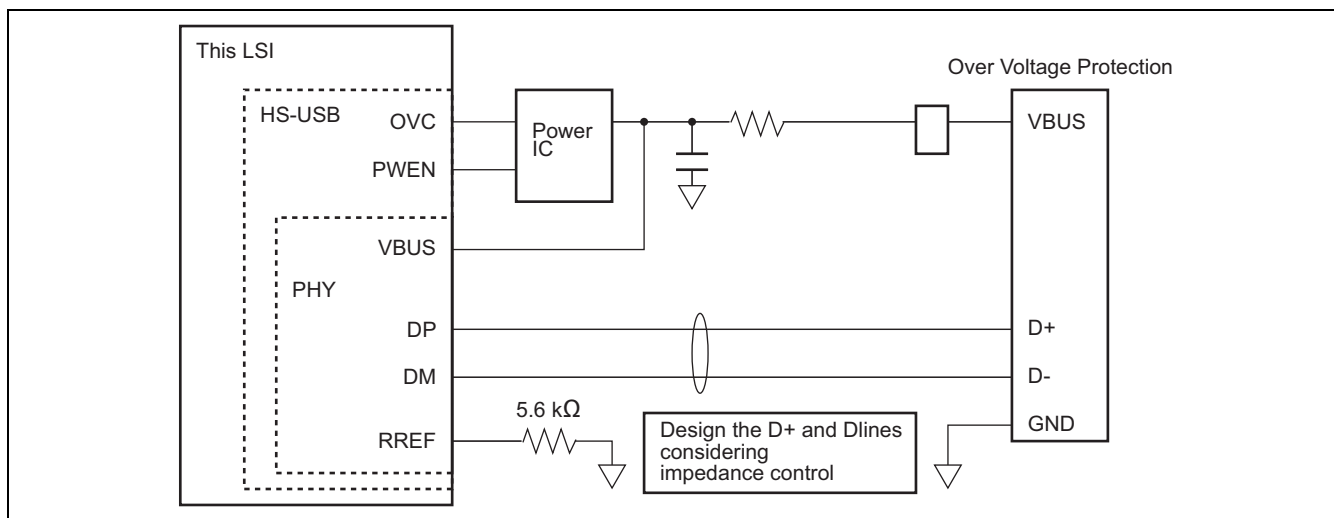 This LSI
Over Voltage Protection
HS-USB
OVC
Power
IC
VBUS
PWEN
VBUS
PHY
DP
D+
DM
D-
5.6 kΩ
RREF
Design the D+ and Dlines
considering
impedance control
GND